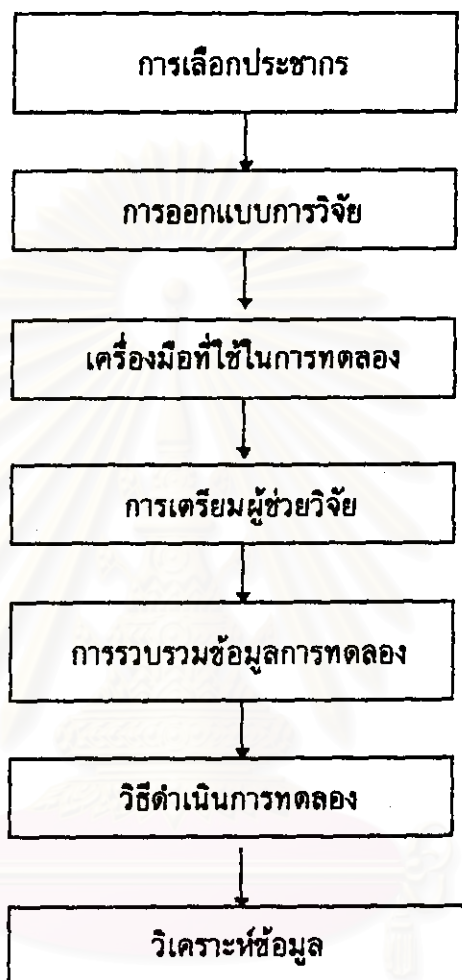 การเลือกประชากร
การออกแบบการวิจัย
เครื่องมือที่ใช้ในการทดลอง
การเตรียมผู้ช่วยวิจัย
การรวบรวมข้อมูลการทดลอง
วิธีดำเนินการทดลอง
วิเคราะห์ข้อมูล